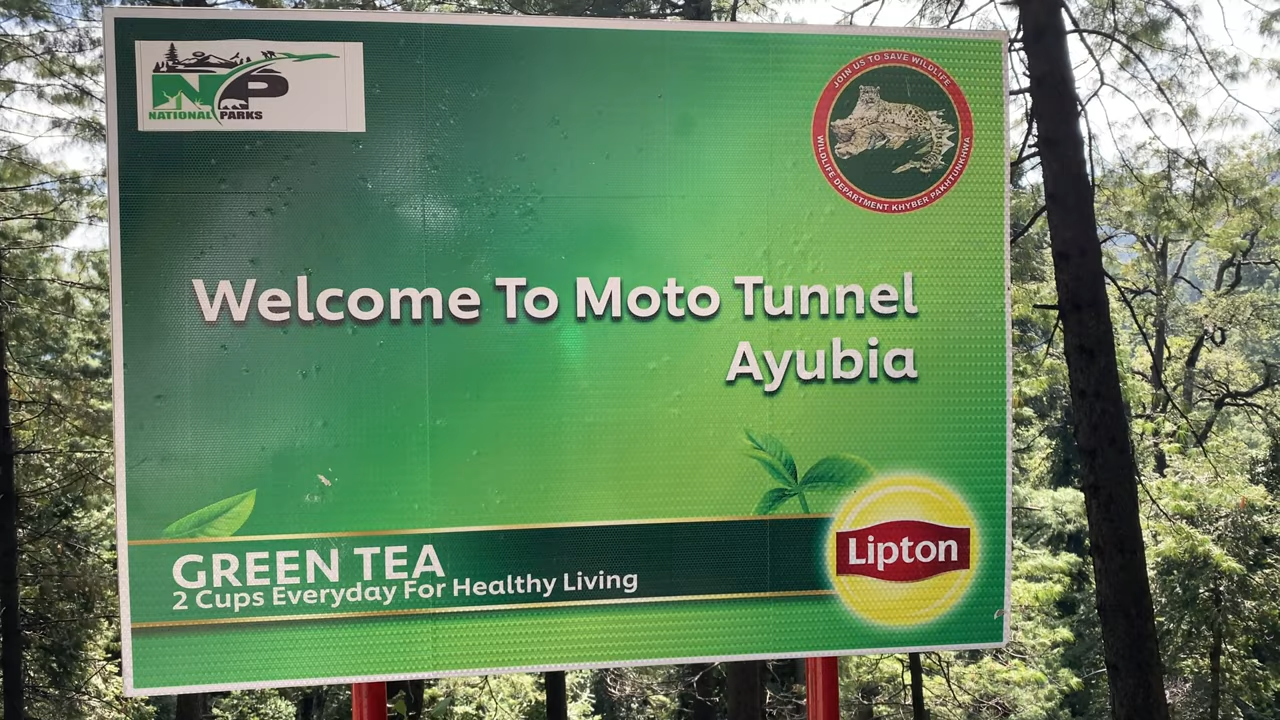 NP
NATIONAL PARKS
JOIN US TO SAVE WILDLIFE
WILDLIFE DEPARTMENT KHYBER PAKHTUNKHWA
Welcome To Moto Tunnel
Ayubia
GREEN TEA
2 Cups Everyday For Healthy Living
Lipton